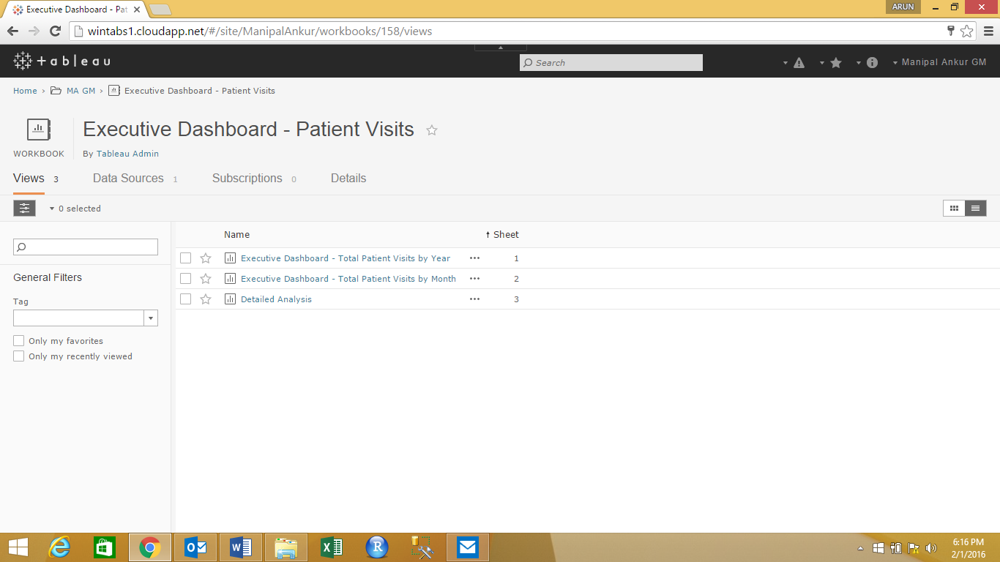 Executive Dashboard - Pat
ARUN
wintabs1.cloudapp.net/#/site/ManipalAnkur/workbooks/158/views
+ableau
Search
Manipal Ankur GM
Home › MA GM › Executive Dashboard - Patient Visits
Executive Dashboard - Patient Visits
WORKBOOK
By Tableau Admin
Views 3 Data Sources 1 Subscriptions 0 Details
0 selected
Name Sheet
General Filters
Executive Dashboard - Total Patient Visits by Year 1
Executive Dashboard - Total Patient Visits by Month 2
Detailed Analysis 3
Tag
Only my favorites
Only my recently viewed
6:16 PM
2/1/2016